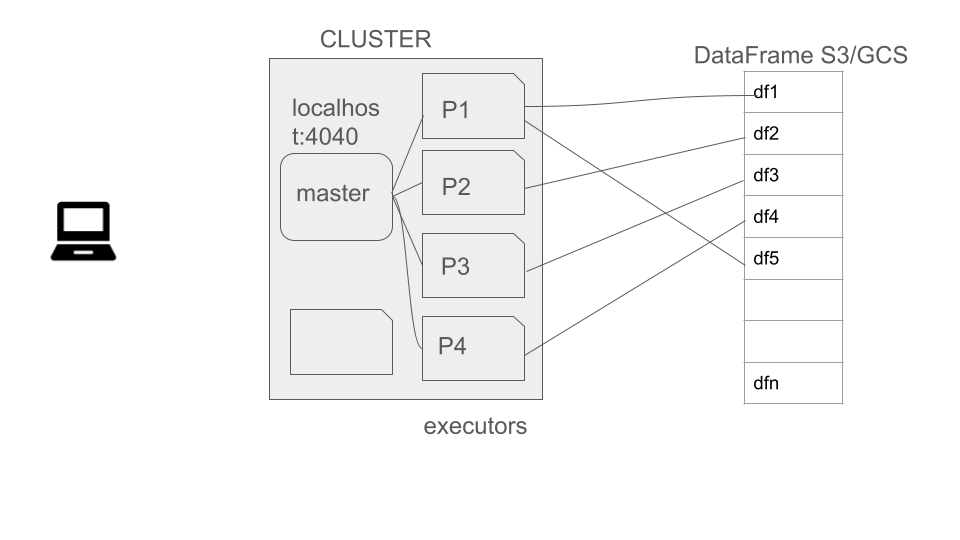 CLUSTER
DataFrame S3/GCS
localhos
t:4040
master
P1
P2
P3
P4
executors
df1
df2
df3
df4
df5
dfn